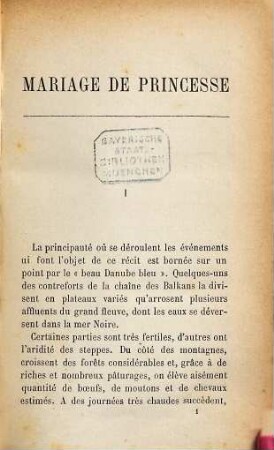 MARIAGE DE PRINCESSE
BAYERISCHE
STAATS-
BIBLIOTHEK
MUENCHEN
I
La principauté où se déroulent les événements
ui font l'objet de ce récit est bornée sur un
point par le « beau Danube bleu ». Quelques-uns
des contreforts de la chaîne des Balkans la divi-
sent en plateaux variés qu'arrosent plusieurs
affluents du grand fleuve, dont les eaux se déver-
sent dans la mer Noire.
Certaines parties sont très fertiles, d'autres ont
l'aridité des steppes. Du côté des montagnes,
croissent des forêts considérables et, grâce à de
riches et nombreux pâturages, on élève aisément
quantité de bœufs, de moutons et de chevaux
estimés. A des journées très chaudes succèdent,
1